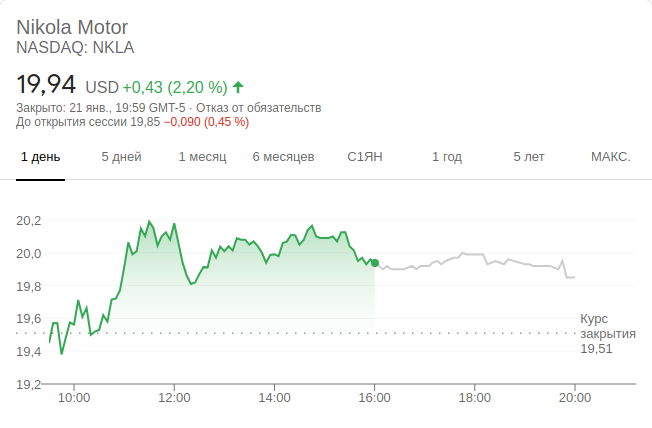 Nikola Motor
NASDAQ: NKLA
19,94 USD +0,43 (2,20 %)
Закрыто: 21 янв., 19:59 GMT-5 · Отказ от обязательств
До открытия сессии 19,85 −0,090 (0,45 %)
1 день 5 дней 1 месяц 6 месяцев С1ЯН 1 год 5 лет МАКС.
20,2
20,0
19,8
19,6
19,4
19,2
Курс
закрытия
19,51
10:00 12:00 14:00 16:00 18:00 20:00